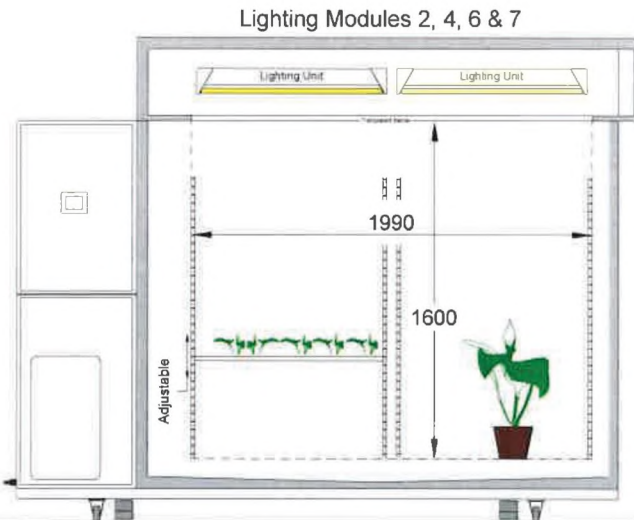 Lighting Modules 2, 4, 6 & 7
Lighting Unit
Lighting Unit
1990
1600
Adjustable